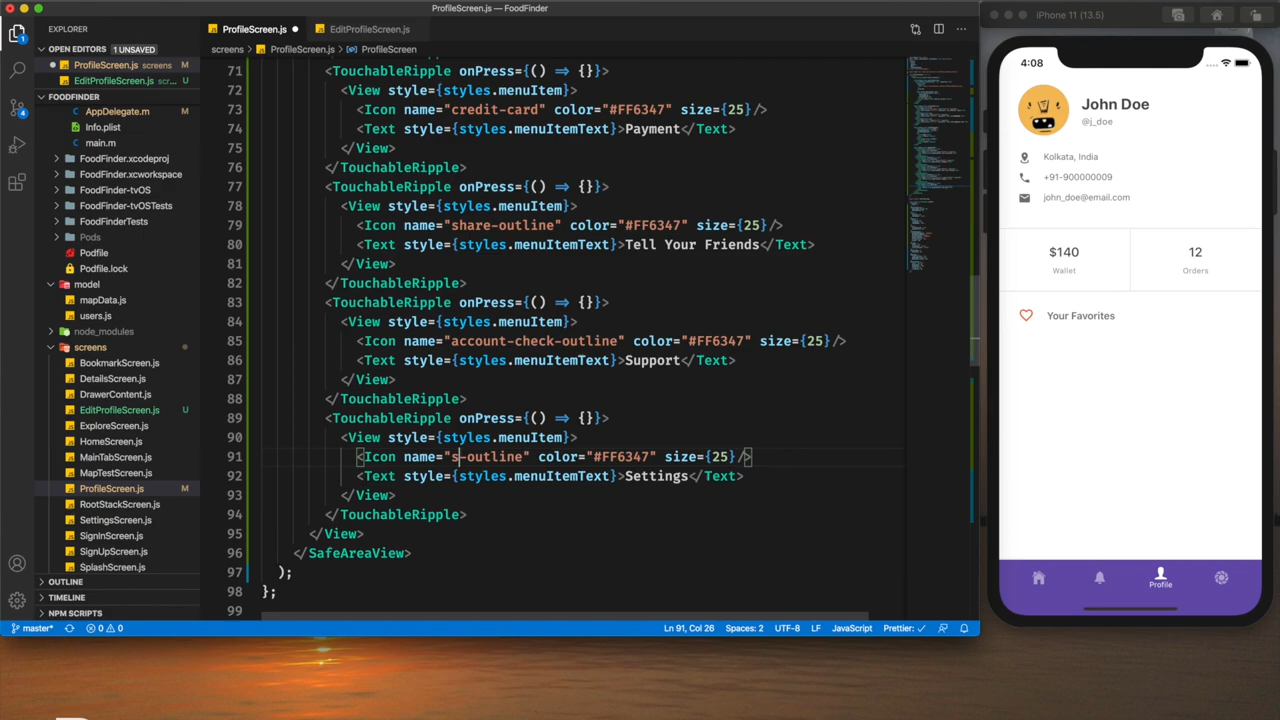 ProfileScreen.js — FoodFinder
EXPLORER
OPEN EDITORS 1 UNSAVED
ProfileScreen.js screens M
EditProfileScreen.js scr... U
FOODFINDER
AppDelegate.m M
Info.plist
main.m
FoodFinder.xcodeproj
FoodFinder.xcworkspace
FoodFinder-tvOS
FoodFinder-tvOSTests
FoodFinderTests
Pods
Podfile
Podfile.lock
model
mapData.js
users.js
node_modules
screens
BookmarkScreen.js
DetailsScreen.js
DrawerContent.js
EditProfileScreen.js U
ExploreScreen.js
HomeScreen.js
MainTabScreen.js
MapTestScreen.js
ProfileScreen.js M
RootStackScreen.js
SettingsScreen.js
SignInScreen.js
SignUpScreen.js
SplashScreen.js
OUTLINE
TIMELINE
NPM SCRIPTS
1
4
ProfileScreen.js EditProfileScreen.js
screens > ProfileScreen.js > ProfileScreen
71 <TouchableRipple onPress={() => {}}>
72 <View style={styles.menuItem}>
73 <Icon name="credit-card" color="#FF6347" size={25}/>
74 <Text style={styles.menuItemText}>Payment</Text>
75 </View>
76 </TouchableRipple>
77 <TouchableRipple onPress={() => {}}>
78 <View style={styles.menuItem}>
79 <Icon name="share-outline" color="#FF6347" size={25}/>
80 <Text style={styles.menuItemText}>Tell Your Friends</Text>
81 </View>
82 </TouchableRipple>
83 <TouchableRipple onPress={() => {}}>
84 <View style={styles.menuItem}>
85 <Icon name="account-check-outline" color="#FF6347" size={25}/>
86 <Text style={styles.menuItemText}>Support</Text>
87 </View>
88 </TouchableRipple>
89 <TouchableRipple onPress={() => {}}>
90 <View style={styles.menuItem}>
91 <Icon name="s-outline" color="#FF6347" size={25}/>
92 <Text style={styles.menuItemText}>Settings</Text>
93 </View>
94 </TouchableRipple>
95 </View>
96 </SafeAreaView>
97 );
98 };
99
master* 0 0 Ln 91, Col 26 Spaces: 2 UTF-8 LF JavaScript Prettier: ✓
iPhone 11 (13.5)
4:08
John Doe
@j_doe
Kolkata, India
+91-900000009
john_doe@email.com
$140 12
Wallet Orders
Your Favorites
Profile